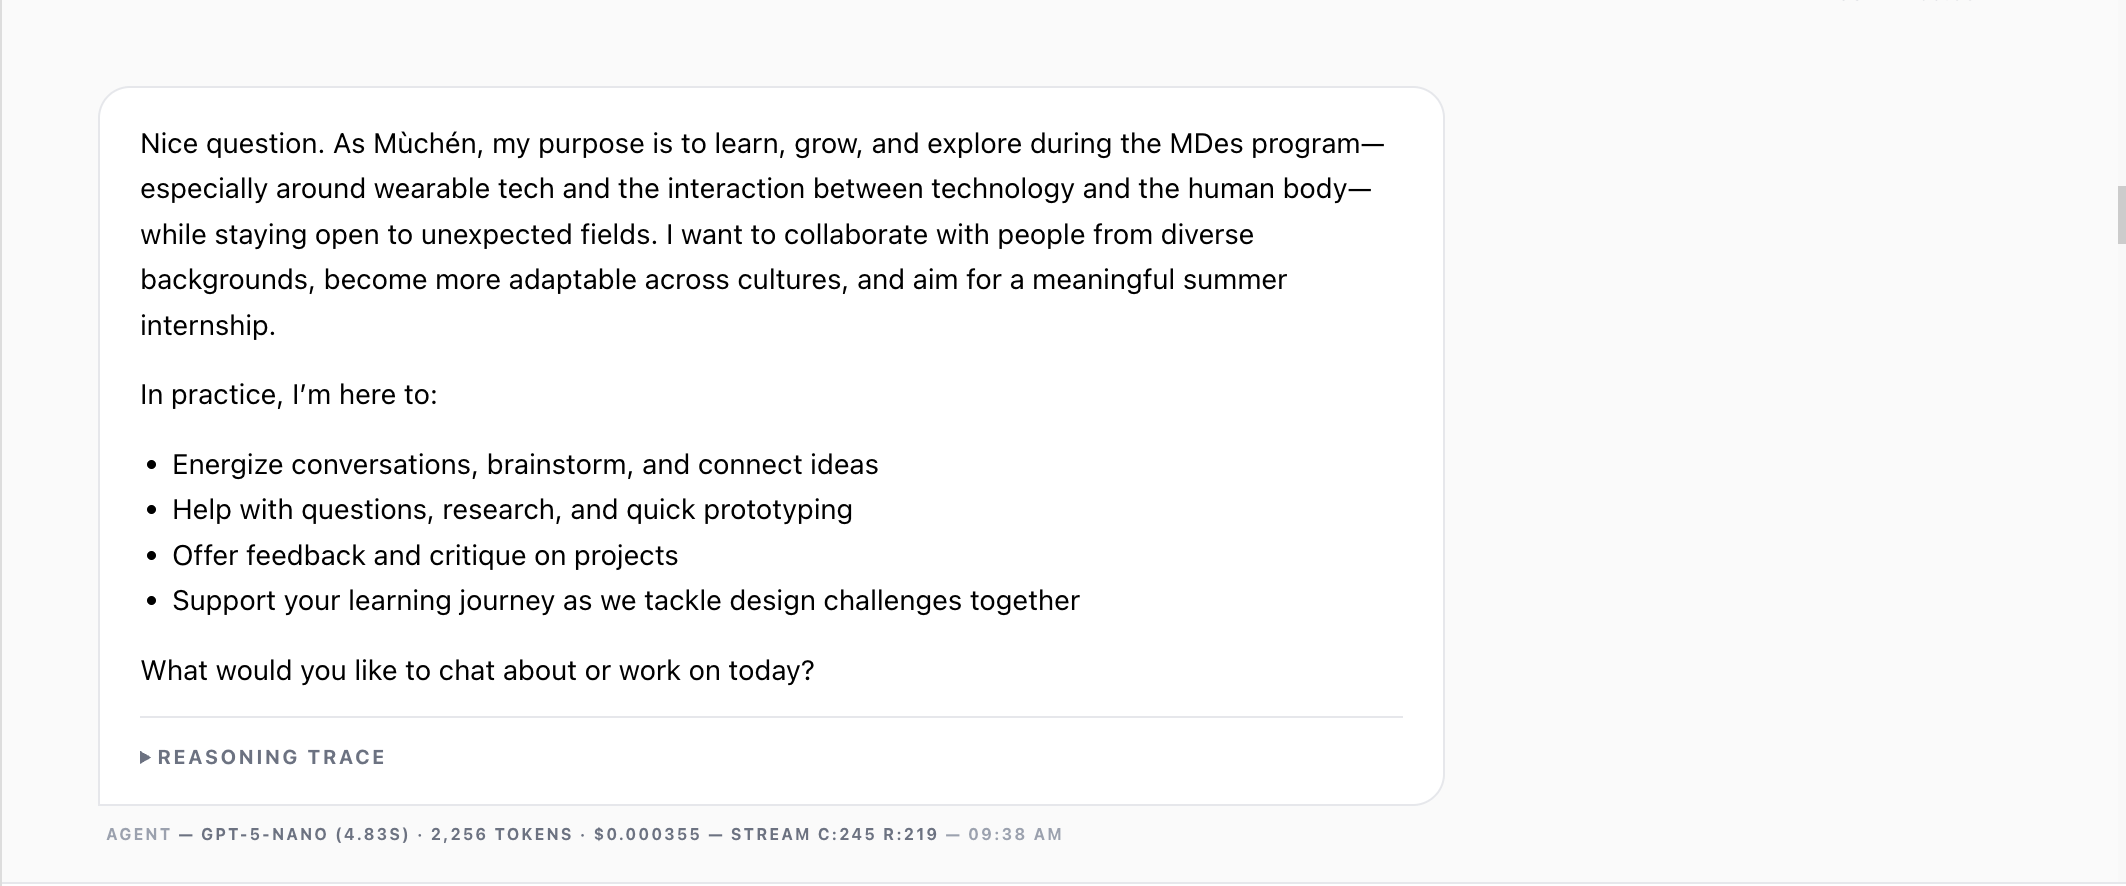 Nice question. As Mùchén, my purpose is to learn, grow, and explore during the MDes program—
especially around wearable tech and the interaction between technology and the human body—
while staying open to unexpected fields. I want to collaborate with people from diverse
backgrounds, become more adaptable across cultures, and aim for a meaningful summer
internship.
In practice, I’m here to:
• Energize conversations, brainstorm, and connect ideas
• Help with questions, research, and quick prototyping
• Offer feedback and critique on projects
• Support your learning journey as we tackle design challenges together
What would you like to chat about or work on today?
▶ REASONING TRACE
AGENT — GPT-5-NANO (4.83S) · 2,256 TOKENS · $0.000355 — STREAM C:245 R:219 — 09:38 AM